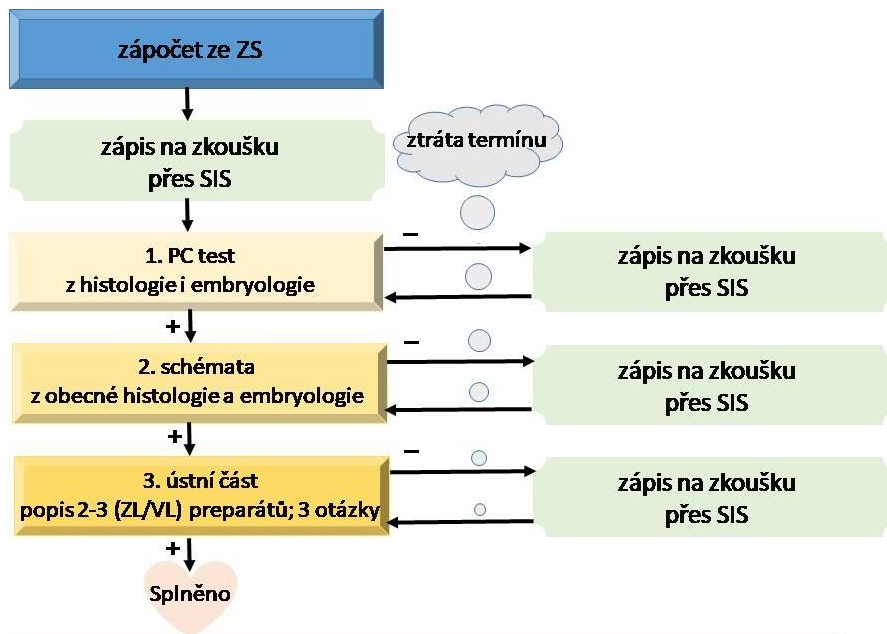 zápočet ze ZS
zápis na zkoušku
přes SIS
ztráta termínu
1. PC test
z histologie i embryologie
–
zápis na zkoušku
přes SIS
+
2. schémata
z obecné histologie a embryologie
–
zápis na zkoušku
přes SIS
+
3. ústní část
popis 2-3 (ZL/VL) preparátů; 3 otázky
–
zápis na zkoušku
přes SIS
+
Splněno